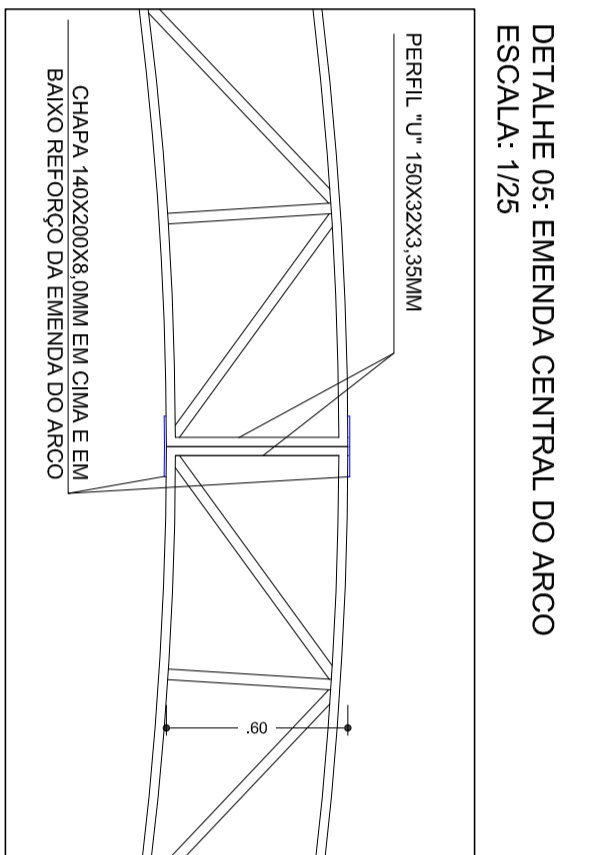 DETALHE 05: EMENDA CENTRAL DO ARCO
ESCALA: 1/25
PERFIL "U" 150X32X3,35MM
.60
CHAPA 140X200X8,0MM EM CIMA E EM
BAIXO REFORÇO DA EMENDA DO ARCO